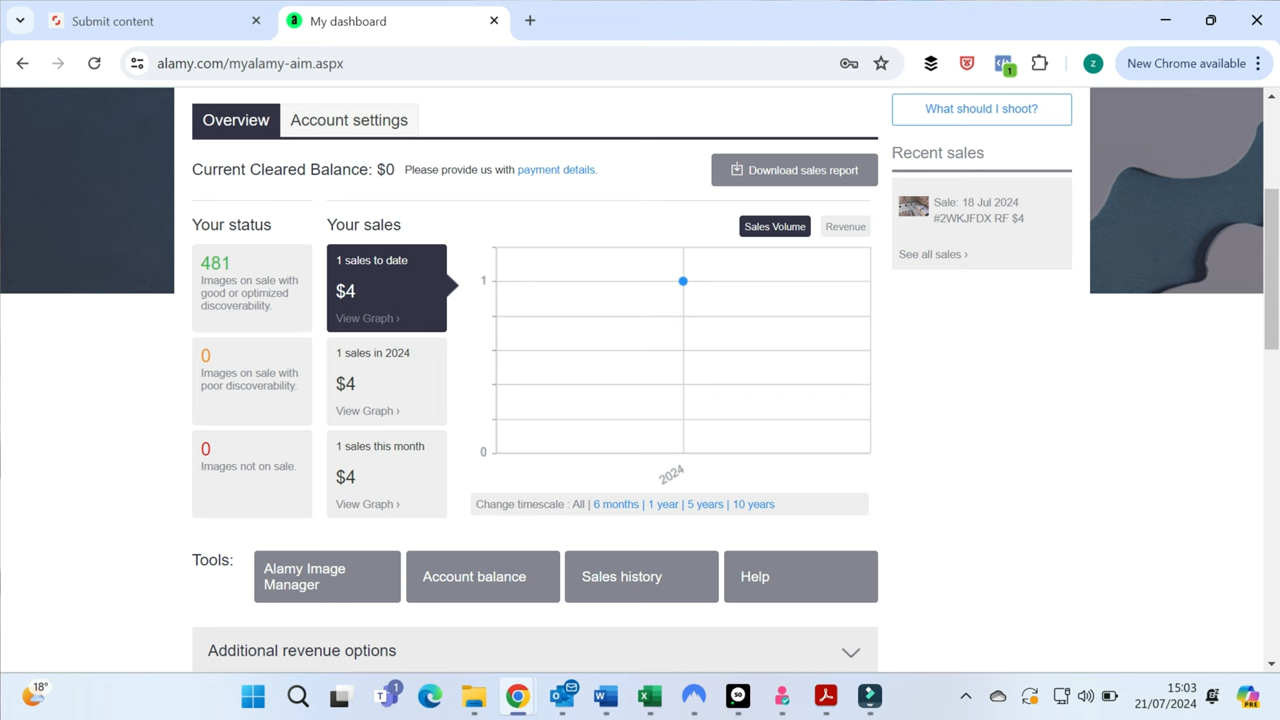 Submit content
My dashboard
alamy.com/myalamy-aim.aspx
1
z
New Chrome available
Overview
Account settings
What should I shoot?
Current Cleared Balance: $0
Please provide us with payment details.
Download sales report
Recent sales
Sale: 18 Jul 2024
#2WKJFDX RF $4
See all sales ›
Your status
Your sales
Sales Volume
Revenue
481
Images on sale with
good or optimized
discoverability.
1 sales to date
$4
View Graph ›
0
Images on sale with
poor discoverability.
1 sales in 2024
$4
View Graph ›
0
Images not on sale.
1 sales this month
$4
View Graph ›
1
0
2024
Change timescale : All | 6 months | 1 year | 5 years | 10 years
Tools:
Alamy Image
Manager
Account balance
Sales history
Help
Additional revenue options
18°
1
15:03
21/07/2024
PRE